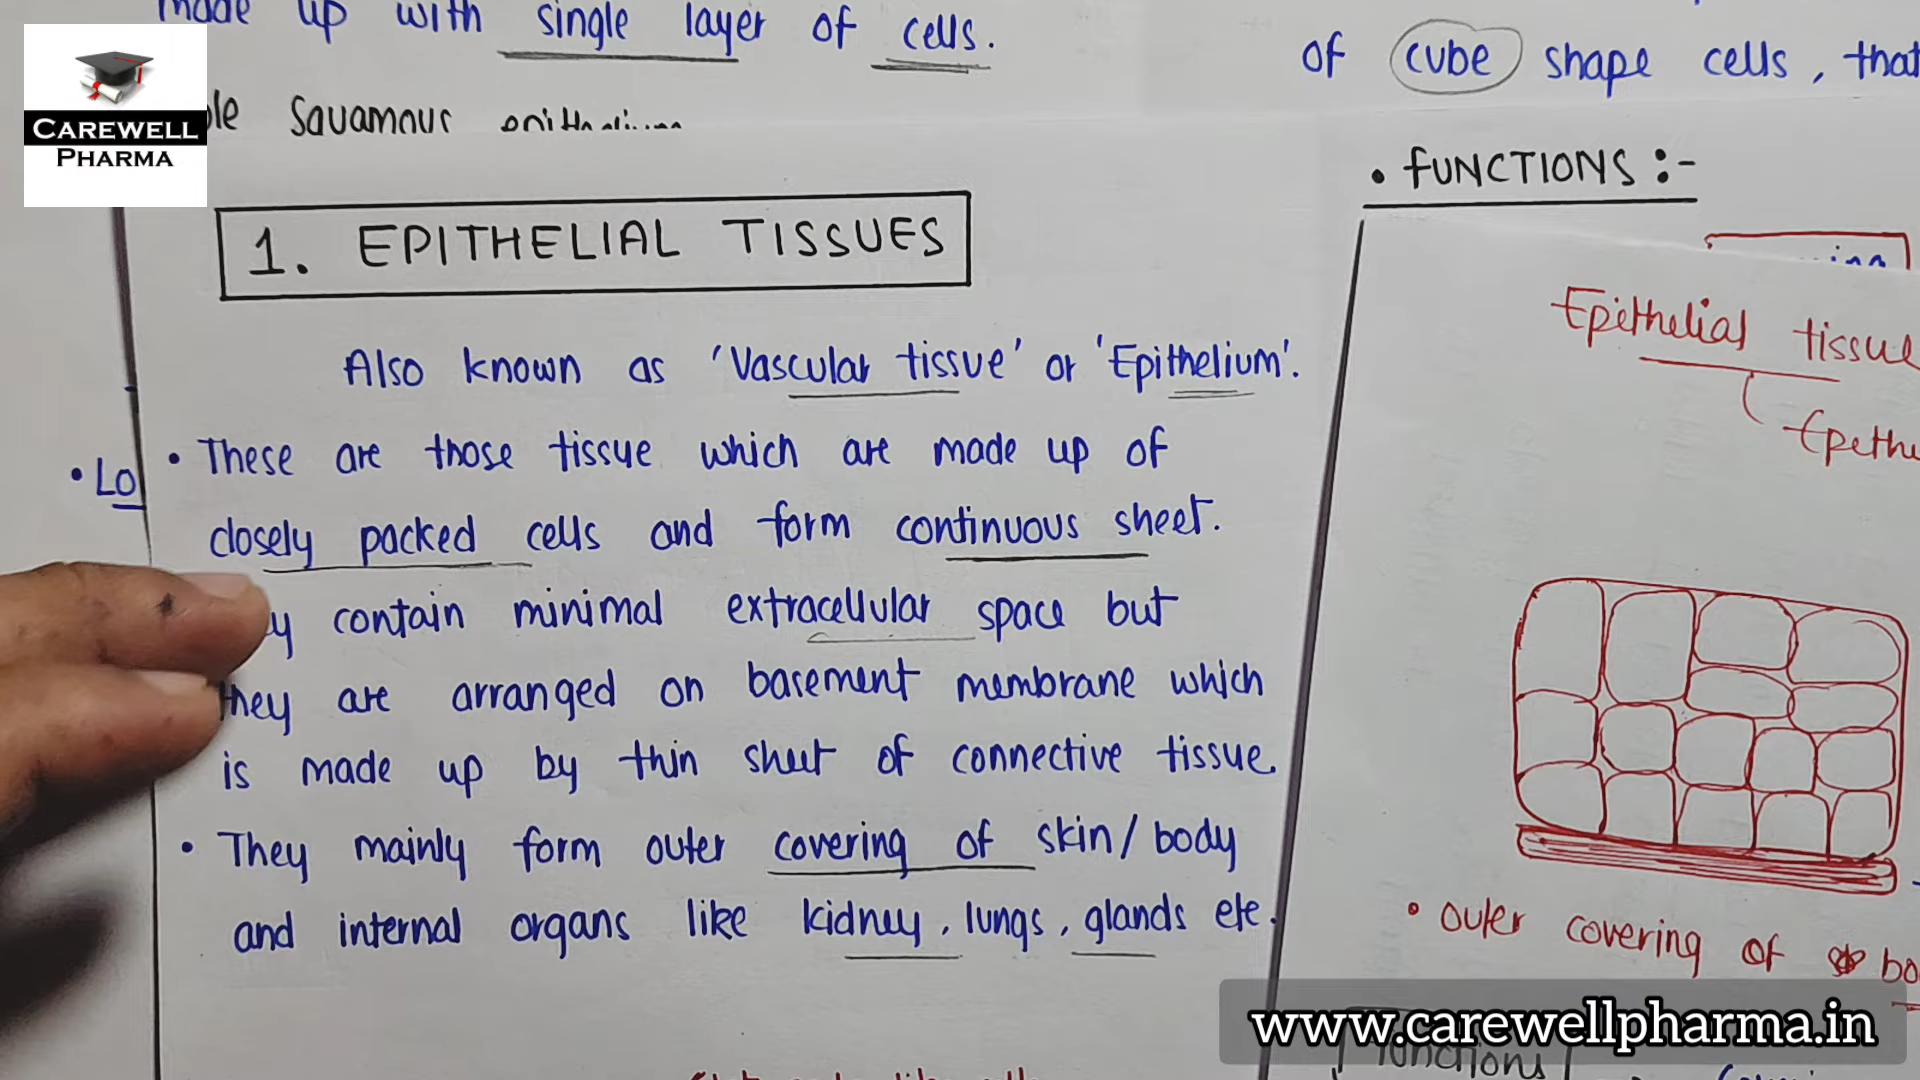 made up with single layer of cells.
CAREWELL
PHARMA
1. EPITHELIAL TISSUES
Also known as 'Vascular tissue' or 'Epithelium'.
• These are those tissue which are made up of
closely packed cells and form continuous sheet.
contain minimal extracellular space but
they are arranged on basement membrane which
is made up by thin sheet of connective tissue.
• They mainly form outer covering of skin/body
and internal organs like kidney, lungs, glands etc.
• Lo
of cube shape cells, that
• FUNCTIONS :-
Epithelial tissue
• outer covering of
functions
www.carewellpharma.in